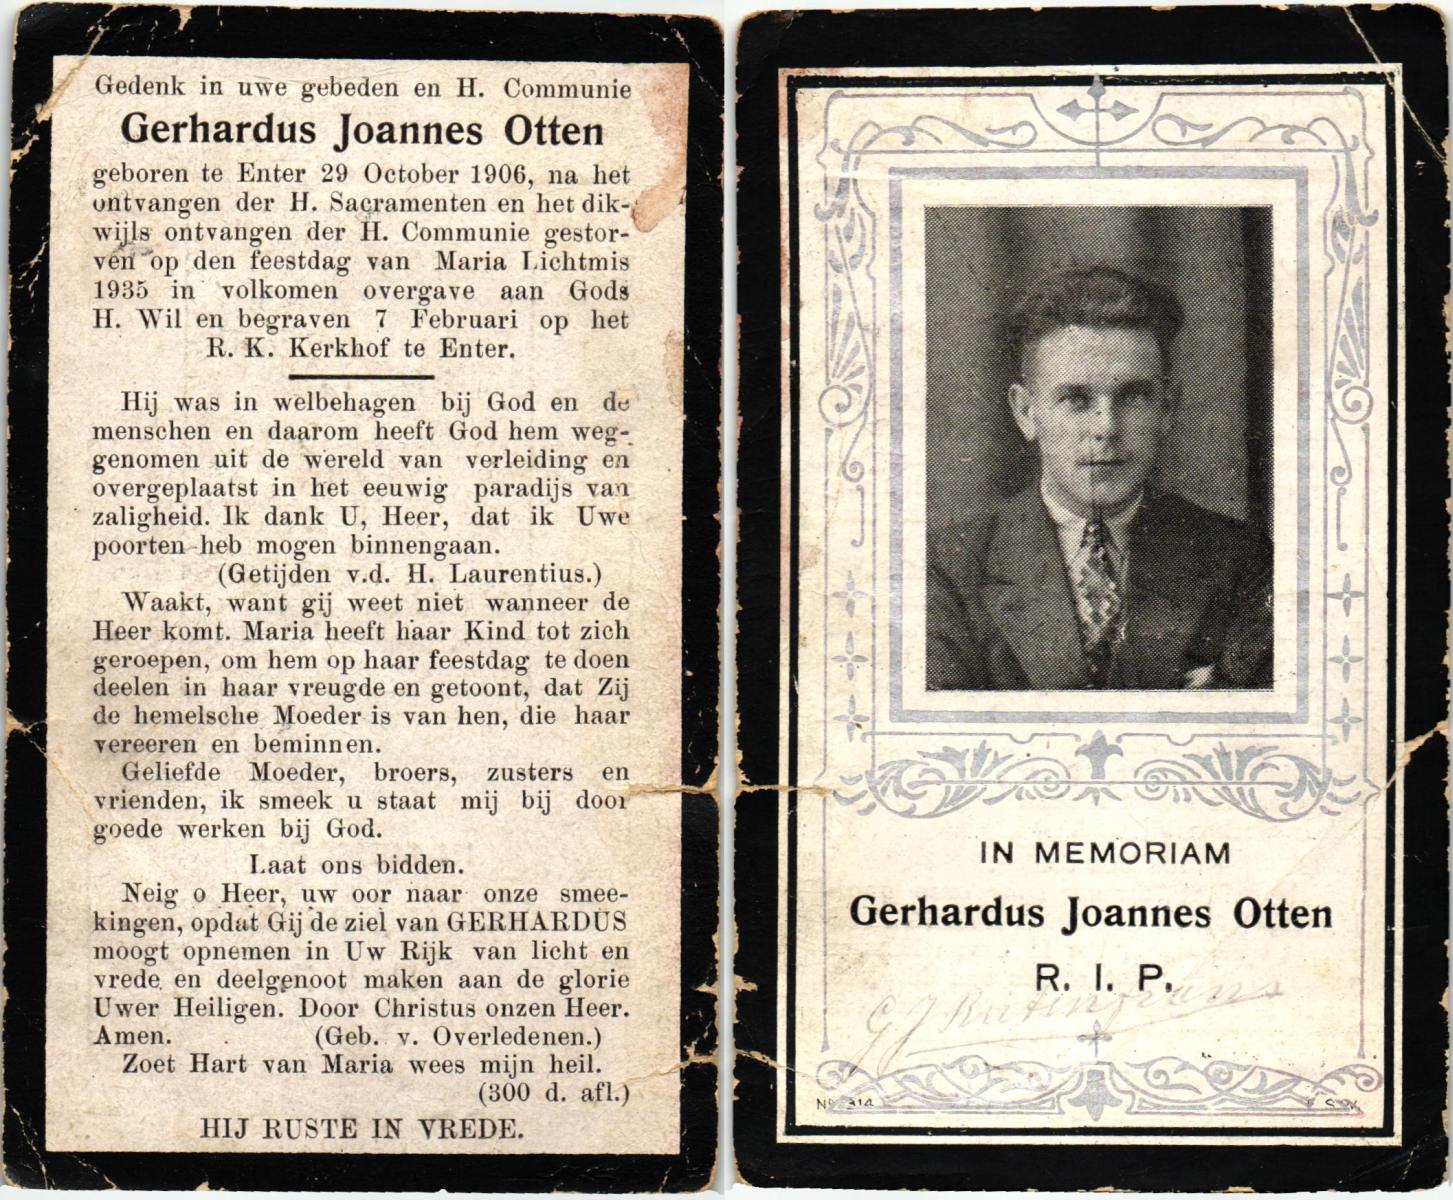 Gedenk in uwe gebeden en H. Communie
Gerhardus Joannes Otten
geboren te Enter 29 October 1906, na het
ontvangen der H. Sacramenten en het dik-
wijls ontvangen der H. Communie gestor-
ven op den feestdag van Maria Lichtmis
1935 in volkomen overgave aan Gods
H. Wil en begraven 7 Februari op het
R. K. Kerkhof te Enter.
Hij was in welbehagen bij God en de
menschen en daarom heeft God hem weg-
genomen uit de wereld van verleiding en
overgeplaatst in het eeuwig paradijs van
zaligheid. Ik dank U, Heer, dat ik Uwe
poorten heb mogen binnengaan.
(Getijden v.d. H. Laurentius.)
Waakt, want gij weet niet wanneer de
Heer komt. Maria heeft haar Kind tot zich
geroepen, om hem op haar feestdag te doen
deelen in haar vreugde en getoont, dat Zij
de hemelsche Moeder is van hen, die haar
vereeren en beminnen.
Geliefde Moeder, broers, zusters en
vrienden, ik smeek u staat mij bij door
goede werken bij God.
Laat ons bidden.
Neig o Heer, uw oor naar onze smee-
kingen, opdat Gij de ziel van GERHARDUS
moogt opnemen in Uw Rijk van licht en
vrede en deelgenoot maken aan de glorie
Uwer Heiligen. Door Christus onzen Heer.
Amen. (Geb. v. Overledenen.)
Zoet Hart van Maria wees mijn heil.
(300 d. afl.)
HIJ RUSTE IN VREDE.
IN MEMORIAM
Gerhardus Joannes Otten
R. I. P.
G J
No 314